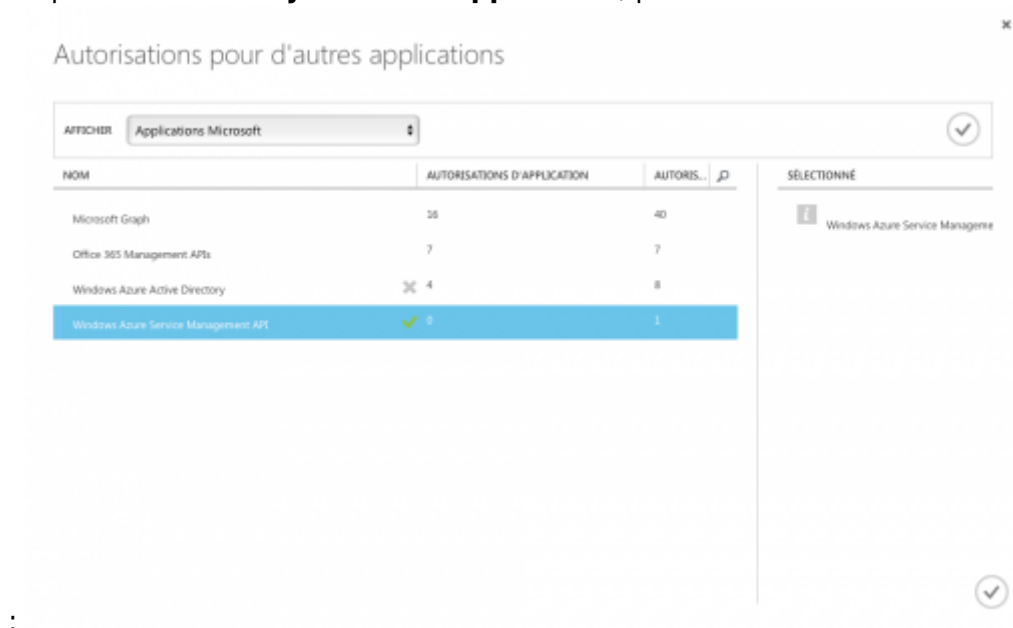 Autorisations pour d'autres applications
AFFICHER Applications Microsoft
NOM AUTORISATIONS D'APPLICATION AUTORIS... SÉLECTIONNÉ
Microsoft Graph 16 40
Windows Azure Service Manageme
Office 365 Management APIs 7 7
Windows Azure Active Directory 4 8
Windows Azure Service Management API 0 1
: